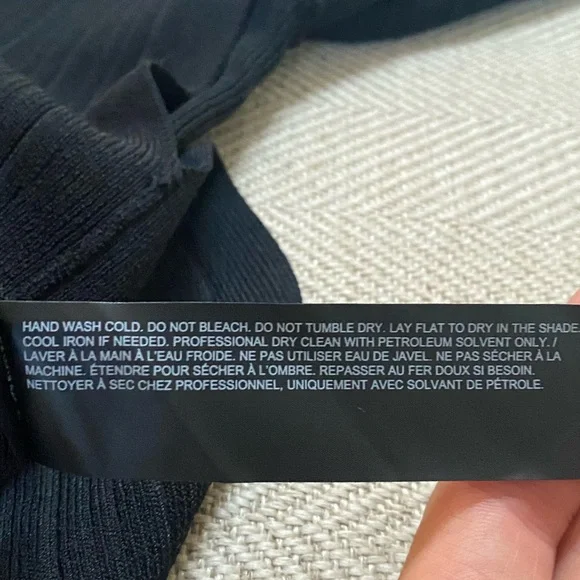 HAND WASH COLD. DO NOT BLEACH. DO NOT TUMBLE DRY. LAY FLAT TO DRY IN THE SHADE.
COOL IRON IF NEEDED. PROFESSIONAL DRY CLEAN WITH PETROLEUM SOLVENT ONLY. /
LAVER À LA MAIN À L'EAU FROIDE. NE PAS UTILISER EAU DE JAVEL. NE PAS SÉCHER À LA
MACHINE. ÉTENDRE POUR SÉCHER À L'OMBRE. REPASSER AU FER DOUX SI BESOIN.
NETTOYER À SEC CHEZ PROFESSIONNEL, UNIQUEMENT AVEC SOLVANT DE PÉTROLE.